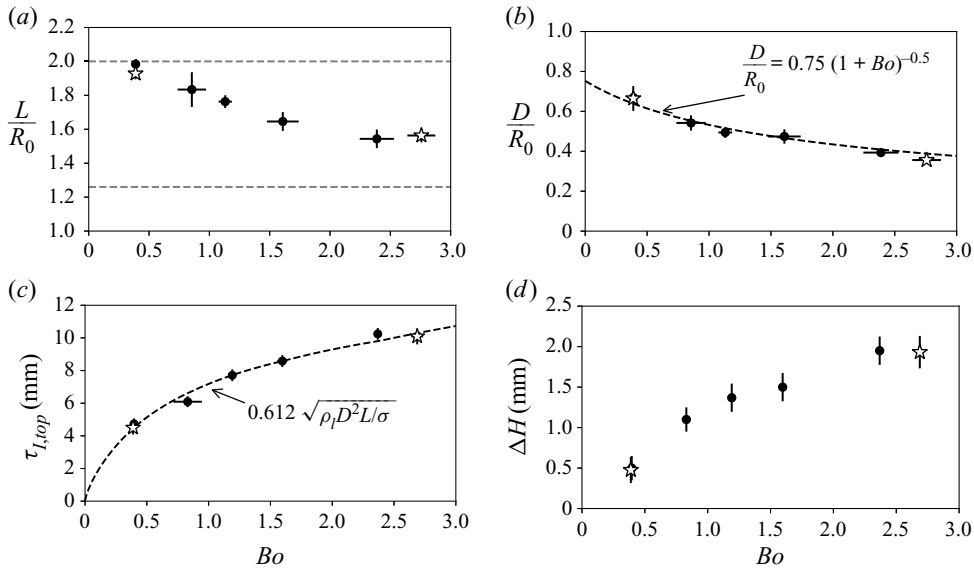 (a)
2.2
2.0
1.8
1.6
1.4
1.2
1.0
L/R0
0 0.5 1.0 1.5 2.0 2.5 3.0
(b)
1.0
0.8
0.6
0.4
0.2
0
D/R0
D/R0 = 0.75 (1 + Bo)^–0.5
0 0.5 1.0 1.5 2.0 2.5 3.0
(c)
12
10
8
6
4
2
0
τI,top (mm)
0.612 √ρlD²L/σ
0 0.5 1.0 1.5 2.0 2.5 3.0
Bo
(d)
2.5
2.0
1.5
1.0
0.5
0
ΔH (mm)
0 0.5 1.0 1.5 2.0 2.5 3.0
Bo